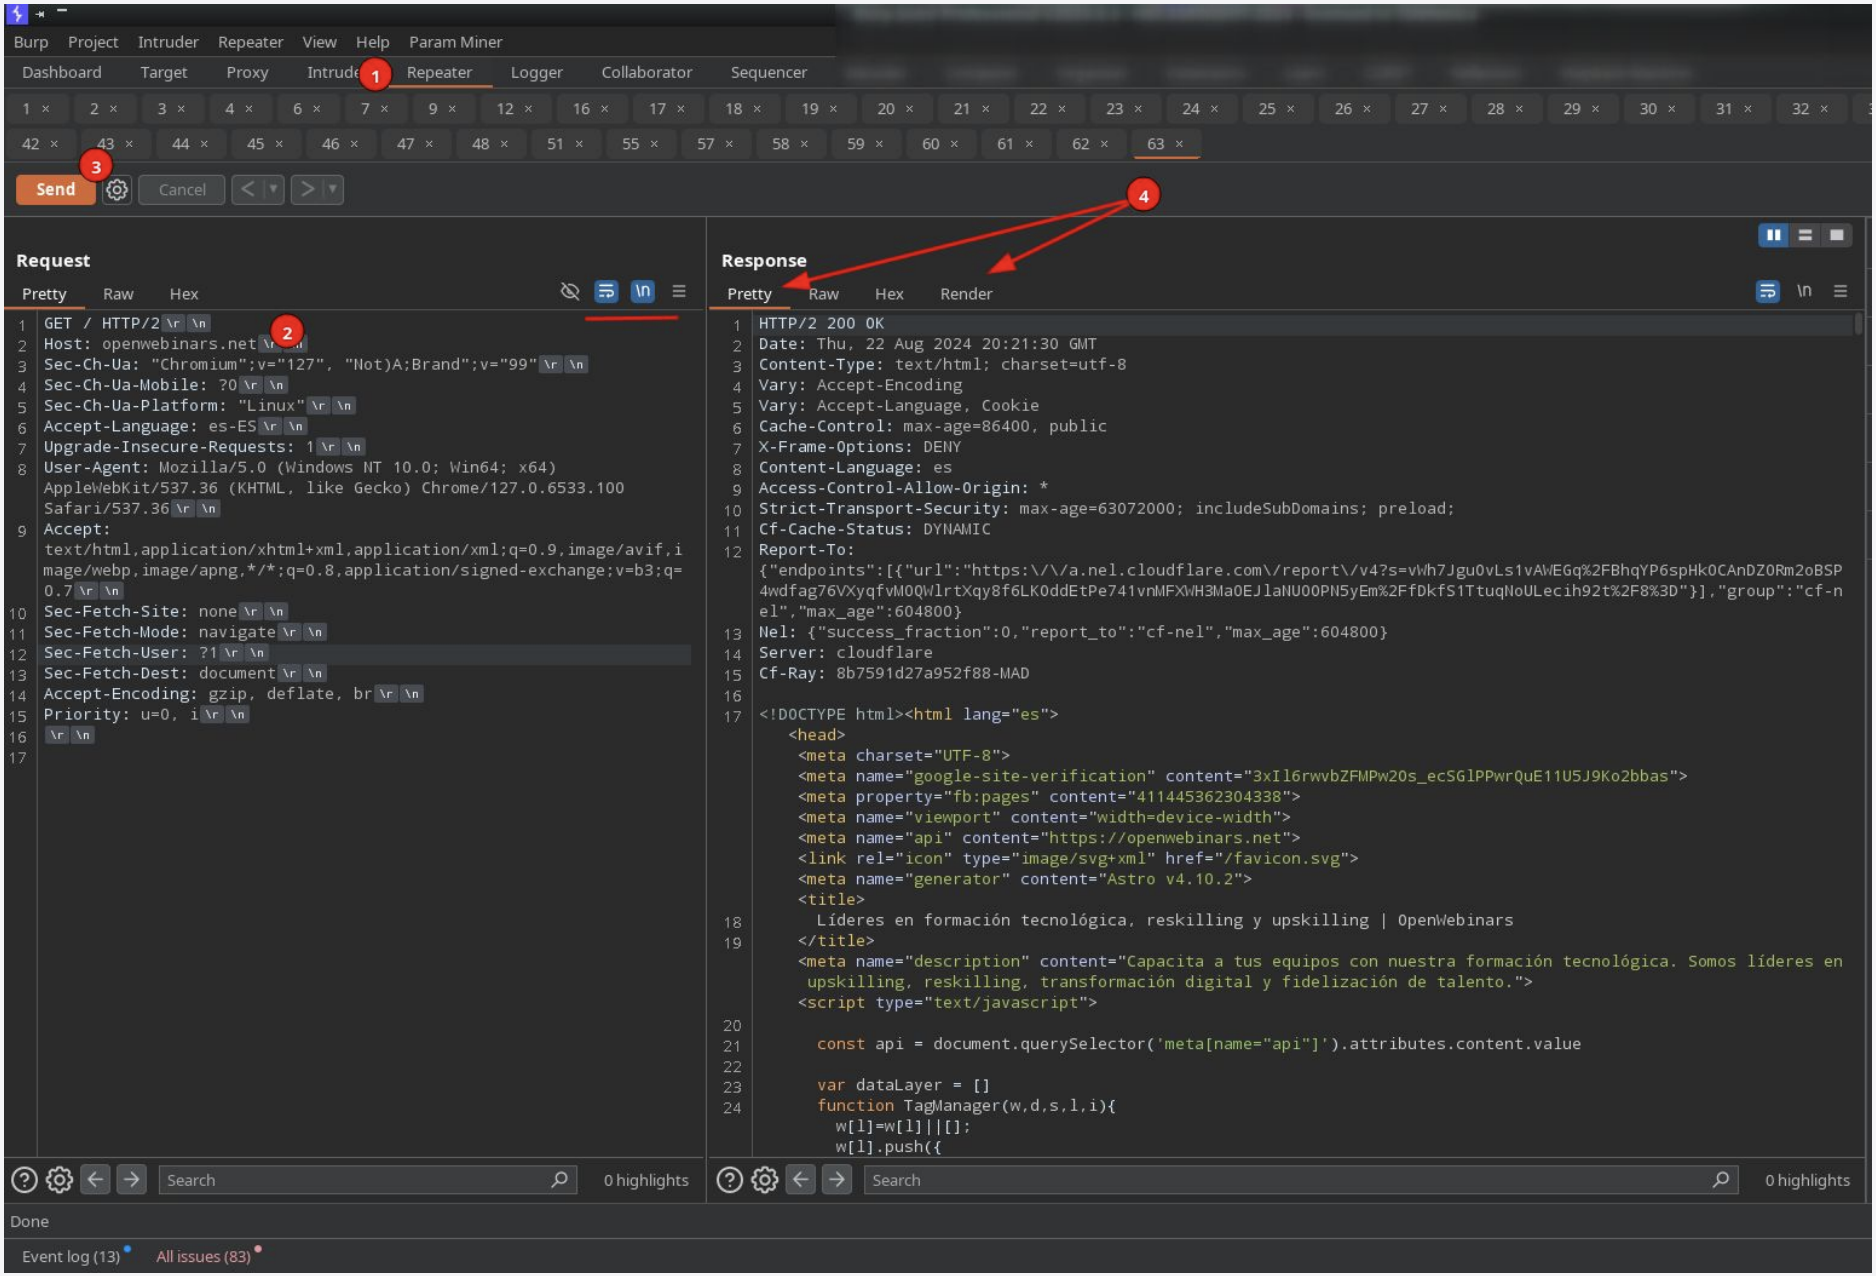 Burp Project Intruder Repeater View Help Param Miner
Dashboard Target Proxy Intrude 1 Repeater Logger Collaborator Sequencer
1 × 2 × 3 × 4 × 6 × 7 × 9 × 12 × 16 × 17 × 18 × 19 × 20 × 21 × 22 × 23 × 24 × 25 × 26 × 27 × 28 × 29 × 30 × 31 × 32 ×
42 × 43 × 44 × 45 × 46 × 47 × 48 × 51 × 55 × 57 × 58 × 59 × 60 × 61 × 62 × 63 ×
3
Send Cancel < >
4
Request
Pretty Raw Hex \n
1 GET / HTTP/2 \r \n
2
2 Host: openwebinars.net
3 Sec-Ch-Ua: "Chromium";v="127", "Not)A;Brand";v="99" \r \n
4 Sec-Ch-Ua-Mobile: ?0 \r \n
5 Sec-Ch-Ua-Platform: "Linux" \r \n
6 Accept-Language: es-ES \r \n
7 Upgrade-Insecure-Requests: 1 \r \n
8 User-Agent: Mozilla/5.0 (Windows NT 10.0; Win64; x64)
AppleWebKit/537.36 (KHTML, like Gecko) Chrome/127.0.6533.100
Safari/537.36 \r \n
9 Accept:
text/html,application/xhtml+xml,application/xml;q=0.9,image/avif,i
mage/webp,image/apng,*/*;q=0.8,application/signed-exchange;v=b3;q=
0.7 \r \n
10 Sec-Fetch-Site: none \r \n
11 Sec-Fetch-Mode: navigate \r \n
12 Sec-Fetch-User: ?1 \r \n
13 Sec-Fetch-Dest: document \r \n
14 Accept-Encoding: gzip, deflate, br \r \n
15 Priority: u=0, i \r \n
16 \r \n
17
Search 0 highlights
Response
Pretty Raw Hex Render \n
1 HTTP/2 200 OK
2 Date: Thu, 22 Aug 2024 20:21:30 GMT
3 Content-Type: text/html; charset=utf-8
4 Vary: Accept-Encoding
5 Vary: Accept-Language, Cookie
6 Cache-Control: max-age=86400, public
7 X-Frame-Options: DENY
8 Content-Language: es
9 Access-Control-Allow-Origin: *
10 Strict-Transport-Security: max-age=63072000; includeSubDomains; preload;
11 Cf-Cache-Status: DYNAMIC
12 Report-To:
{"endpoints":[{"url":"https:\/\/a.nel.cloudflare.com\/report\/v4?s=vWh7Jgu0vLs1vAWEGq%2FBhqYP6spHkOCAnDZ0Rm2oBSP
4wdfag76VXyqfvM0QWlrtXqy8f6LK0ddEtPe741vnMFXWH3Ma0EJlaNU00PN5yEm%2FfDkfS1TtuqNoULecih92t%2F8%3D"}],"group":"cf-n
el","max_age":604800}
13 Nel: {"success_fraction":0,"report_to":"cf-nel","max_age":604800}
14 Server: cloudflare
15 Cf-Ray: 8b7591d27a952f88-MAD
16
17 <!DOCTYPE html><html lang="es">
<head>
<meta charset="UTF-8">
<meta name="google-site-verification" content="3xIl6rwvbZFMPw2Os_ecSGlPPwrQuE11U5J9Ko2bbas">
<meta property="fb:pages" content="411445362304338">
<meta name="viewport" content="width=device-width">
<meta name="api" content="https://openwebinars.net">
<link rel="icon" type="image/svg+xml" href="/favicon.svg">
<meta name="generator" content="Astro v4.10.2">
<title>
18 Líderes en formación tecnológica, reskilling y upskilling | OpenWebinars
19 </title>
<meta name="description" content="Capacita a tus equipos con nuestra formación tecnológica. Somos líderes en
upskilling, reskilling, transformación digital y fidelización de talento.">
<script type="text/javascript">
20
21 const api = document.querySelector('meta[name="api"]').attributes.content.value
22
23 var dataLayer = []
24 function TagManager(w,d,s,l,i){
w[l]=w[l]||[];
w[l].push({
Search 0 highlights
Done
Event log (13) All issues (83)